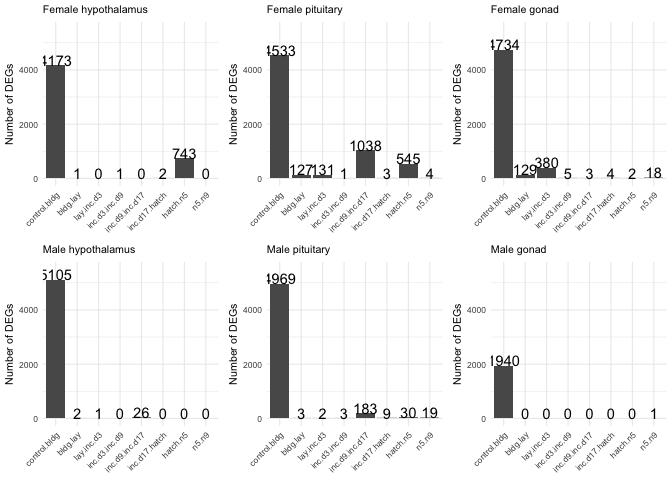 Female hypothalamus
Number of DEGs
4000
2000
0
4173
1
0
1
0
2
743
0
control.bldg
bldg.lay
lay.inc.d3
inc.d3.inc.d9
inc.d9.inc.d17
inc.d17.hatch
hatch.n5
n5.n9
Female pituitary
Number of DEGs
4000
2000
0
4533
127
131
1
1038
3
545
4
control.bldg
bldg.lay
lay.inc.d3
inc.d3.inc.d9
inc.d9.inc.d17
inc.d17.hatch
hatch.n5
n5.n9
Female gonad
Number of DEGs
4000
2000
0
4734
129
380
5
3
4
2
18
control.bldg
bldg.lay
lay.inc.d3
inc.d3.inc.d9
inc.d9.inc.d17
inc.d17.hatch
hatch.n5
n5.n9
Male hypothalamus
Number of DEGs
4000
2000
0
5105
2
1
0
26
0
0
0
control.bldg
bldg.lay
lay.inc.d3
inc.d3.inc.d9
inc.d9.inc.d17
inc.d17.hatch
hatch.n5
n5.n9
Male pituitary
Number of DEGs
4000
2000
0
4969
3
2
3
183
9
30
19
control.bldg
bldg.lay
lay.inc.d3
inc.d3.inc.d9
inc.d9.inc.d17
inc.d17.hatch
hatch.n5
n5.n9
Male gonad
Number of DEGs
4000
2000
0
1940
0
0
0
0
0
0
1
control.bldg
bldg.lay
lay.inc.d3
inc.d3.inc.d9
inc.d9.inc.d17
inc.d17.hatch
hatch.n5
n5.n9